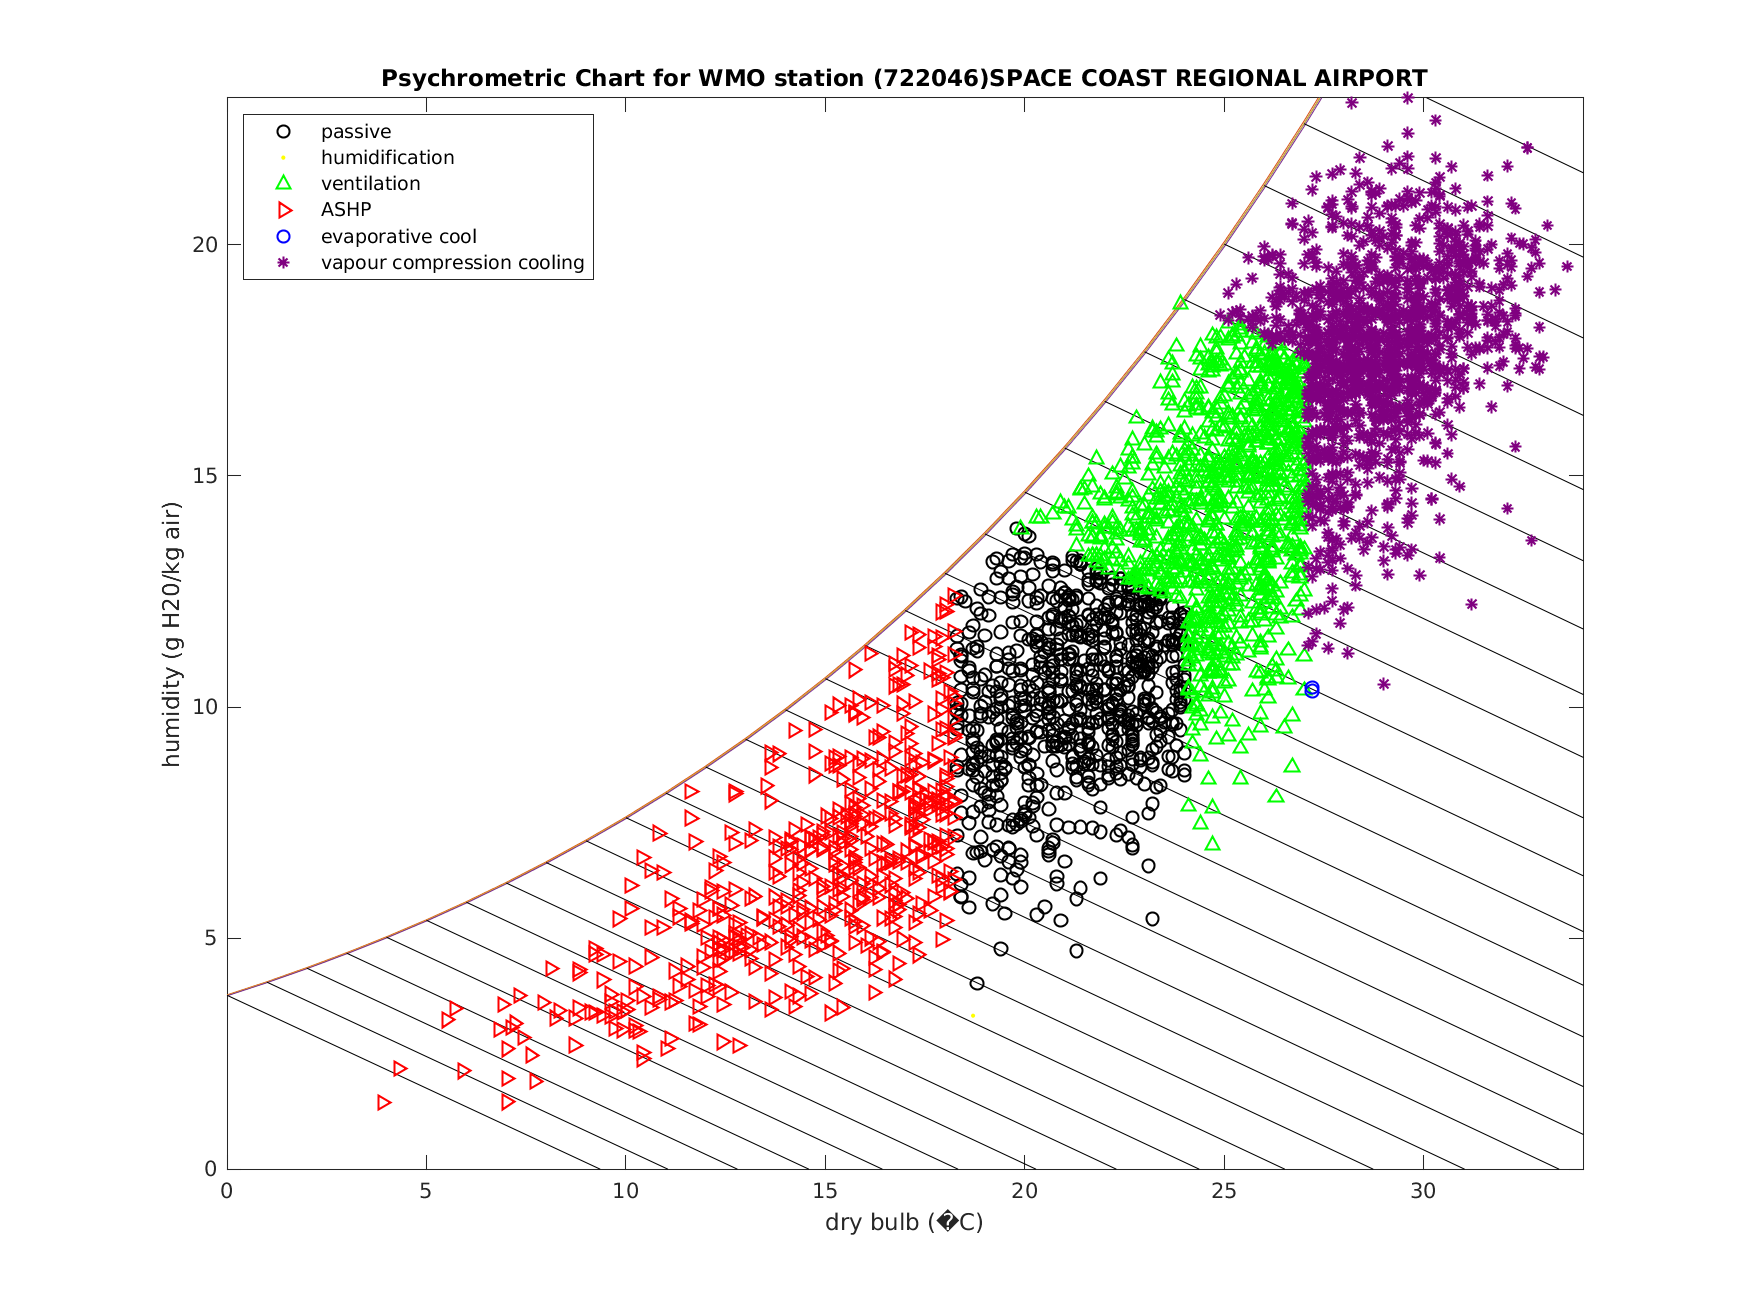 Psychrometric Chart for WMO station (722046)SPACE COAST REGIONAL AIRPORT
passive
humidification
ventilation
ASHP
evaporative cool
vapour compression cooling
humidity (g H20/kg air)
20
15
10
5
0
0 5 10 15 20 25 30
dry bulb (�C)